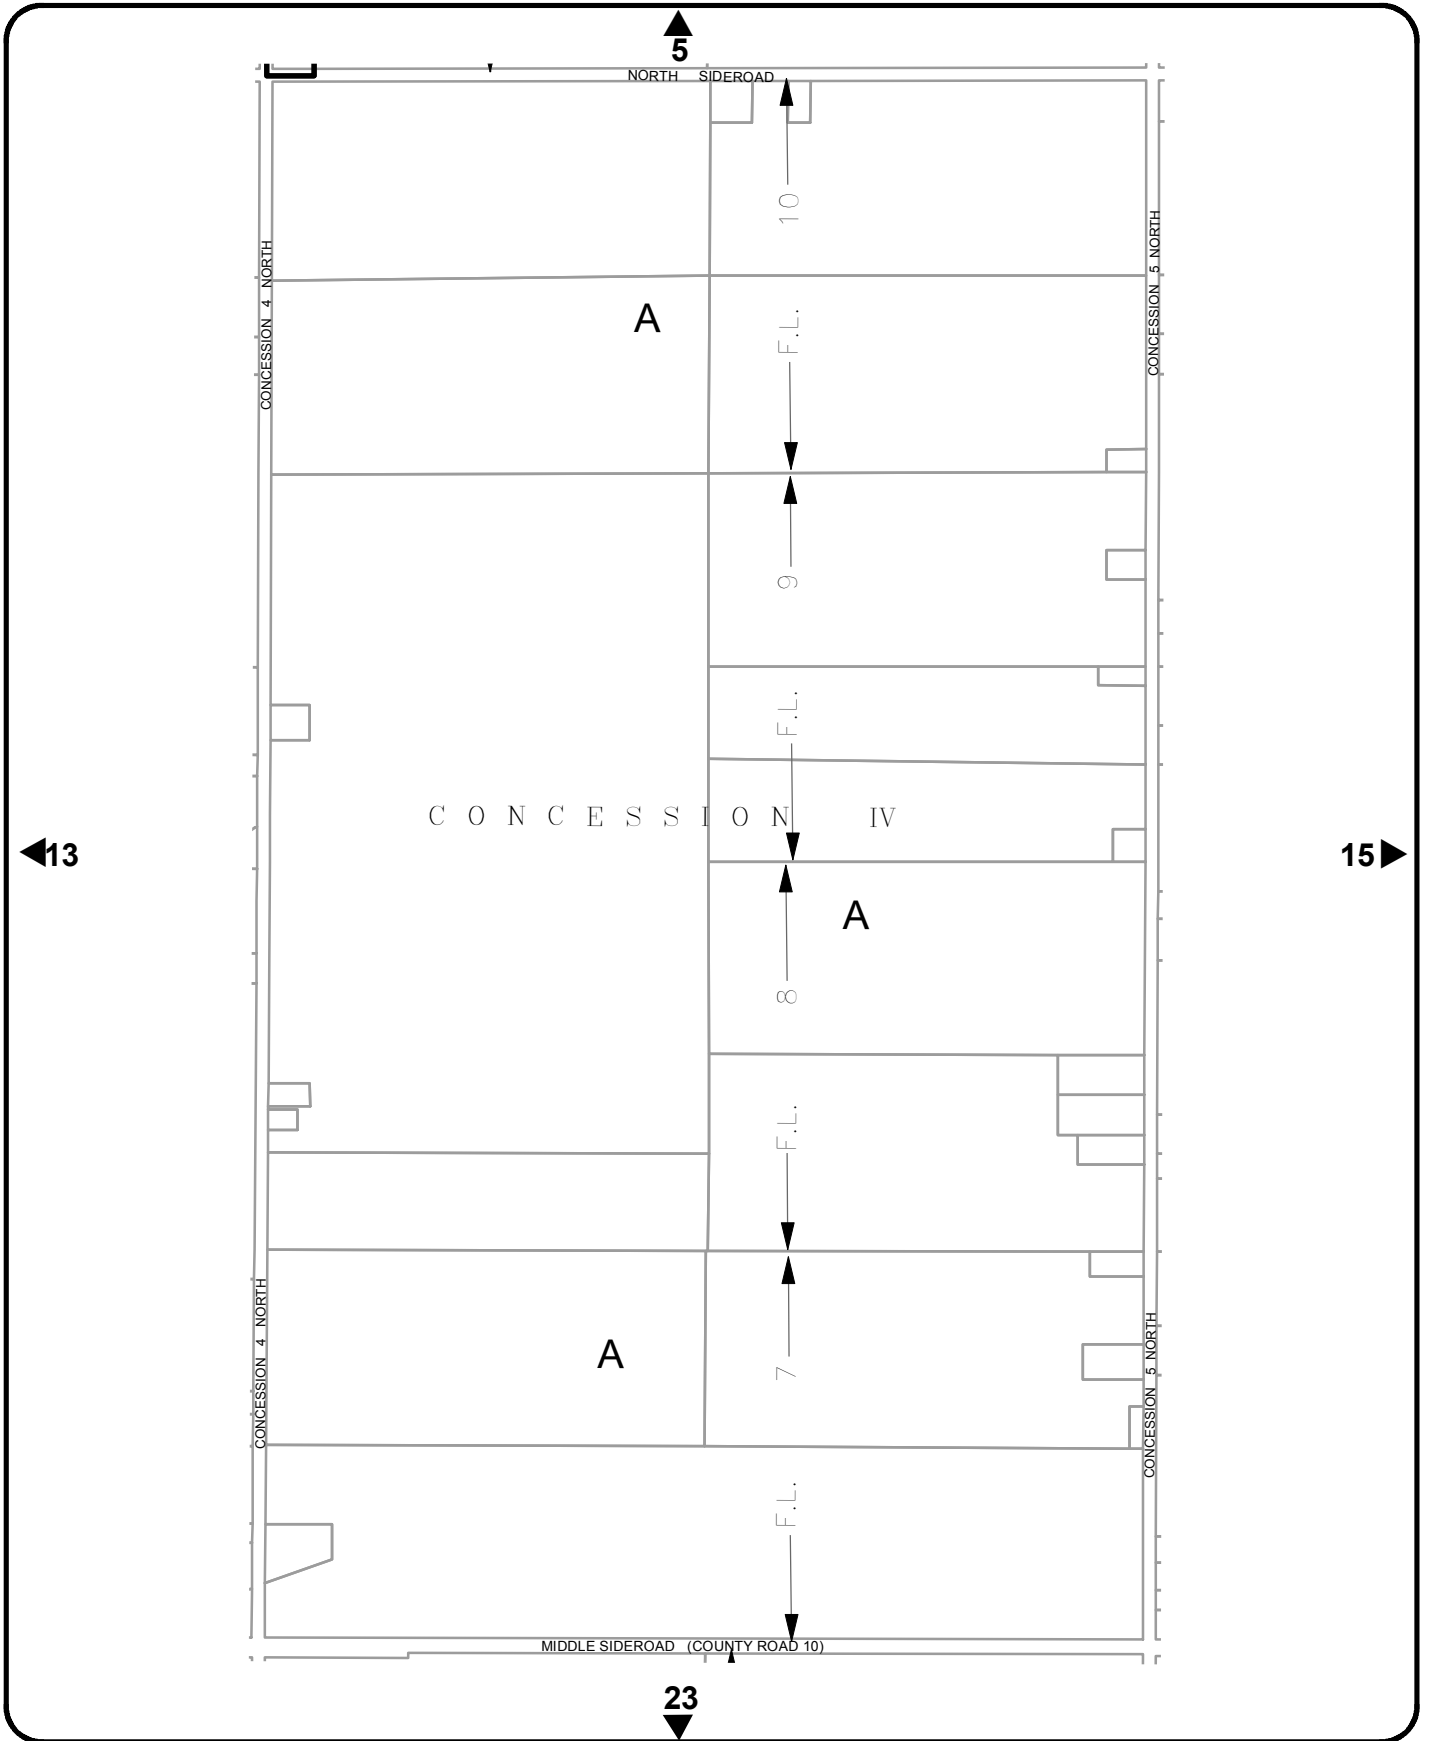 5
NORTH SIDEROAD
10
CONCESSION 4 NORTH
CONCESSION 5 NORTH
A
F.L.
9
F.L.
CONCESSION IV
13
15
A
8
F.L.
CONCESSION 4 NORTH
CONCESSION 5 NORTH
A
7
F.L.
MIDDLE SIDEROAD (COUNTY ROAD 10)
23